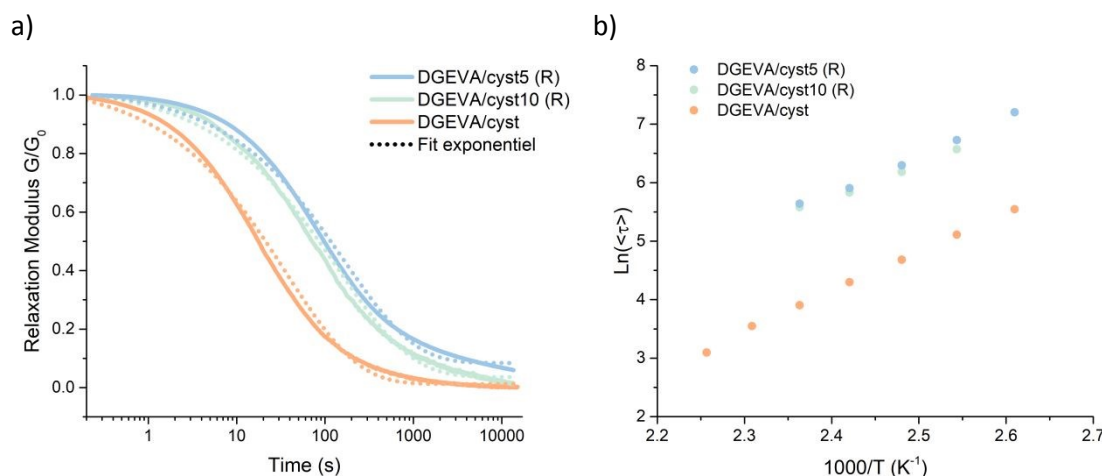 a)
Relaxation Modulus G/G₀
1.0
0.8
0.6
0.4
0.2
0.0
DGEVA/cyst5 (R)
DGEVA/cyst10 (R)
DGEVA/cyst
Fit exponentiel
1
10
100
1000
10000
Time (s)
b)
Ln(<τ>)
8
7
6
5
4
3
2
DGEVA/cyst5 (R)
DGEVA/cyst10 (R)
DGEVA/cyst
2.2
2.3
2.4
2.5
2.6
2.7
1000/T (K⁻¹)